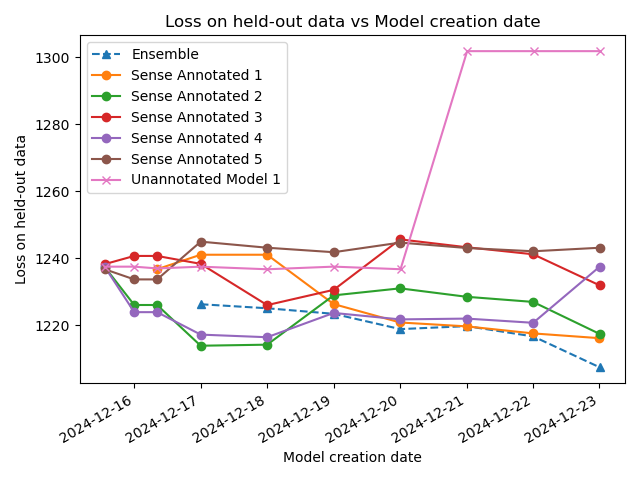 Loss on held-out data vs Model creation date
Ensemble
Sense Annotated 1
Sense Annotated 2
Sense Annotated 3
Sense Annotated 4
Sense Annotated 5
Unannotated Model 1
Loss on held-out data
1300
1280
1260
1240
1220
2024-12-16
2024-12-17
2024-12-18
2024-12-19
2024-12-20
2024-12-21
2024-12-22
2024-12-23
Model creation date